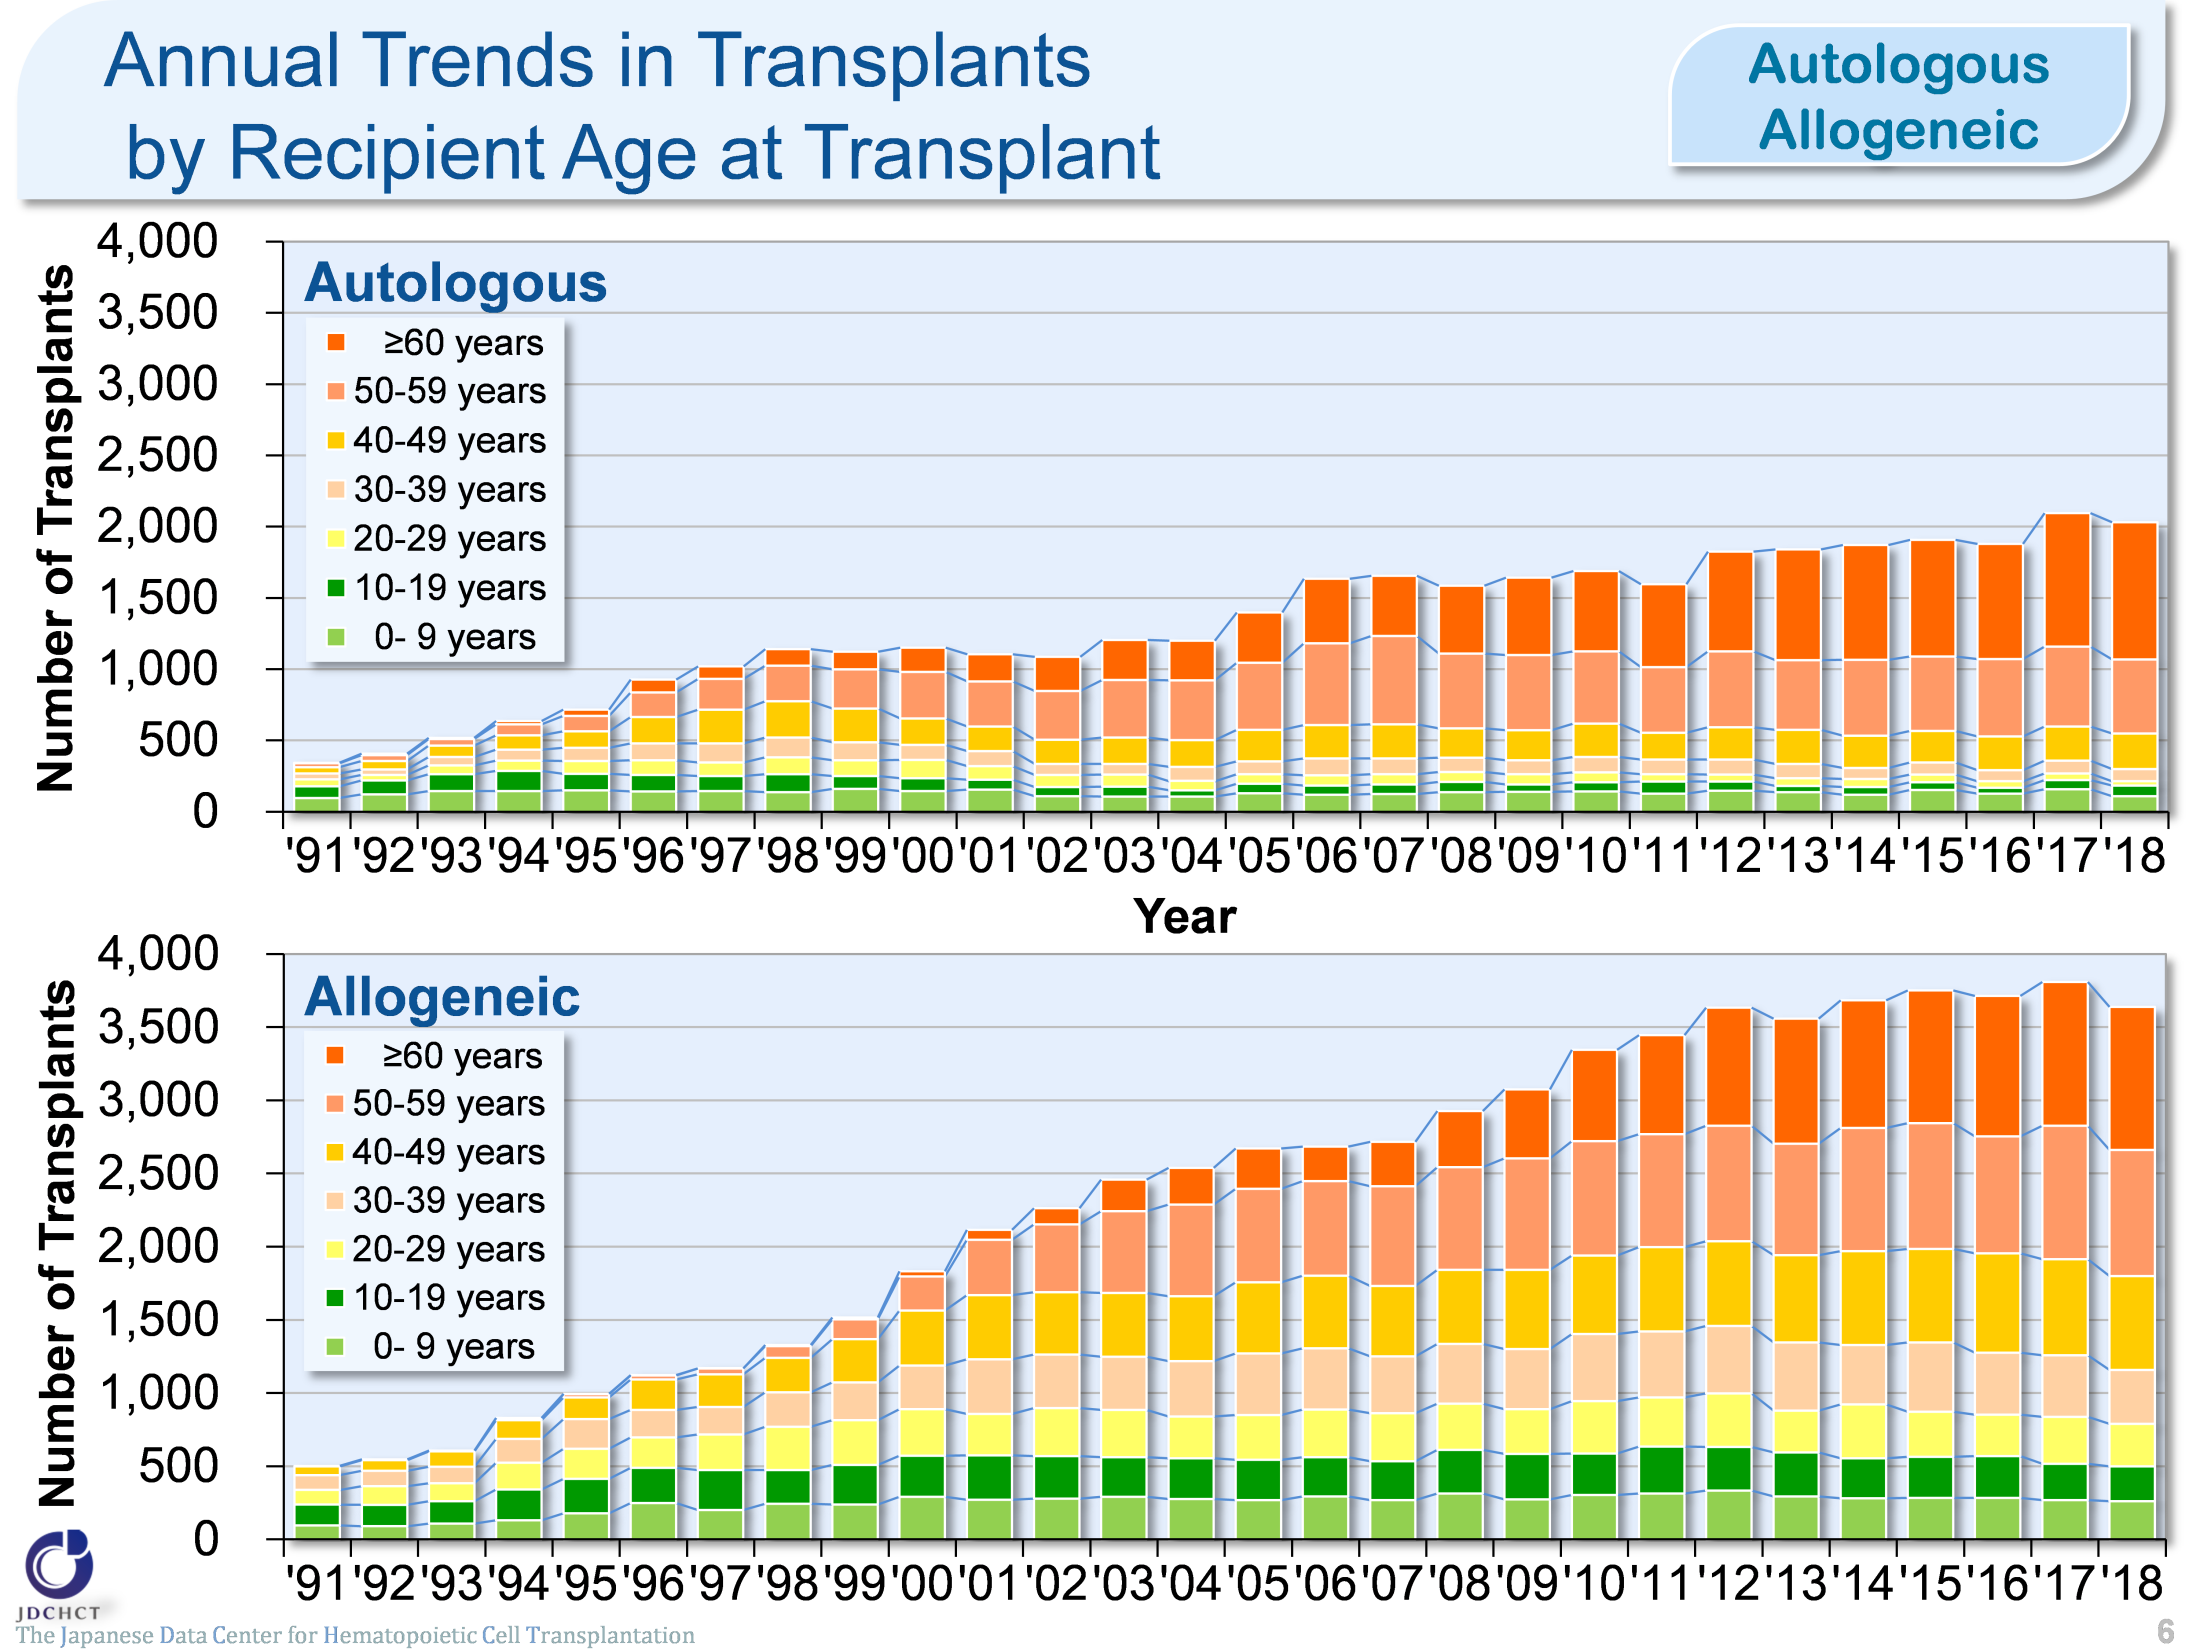 Annual Trends in Transplants
by Recipient Age at Transplant
Autologous
Allogeneic
Number of Transplants
4,000
3,500
3,000
2,500
2,000
1,500
1,000
500
0
Autologous
≥60 years
50-59 years
40-49 years
30-39 years
20-29 years
10-19 years
0- 9 years
'91 '92 '93 '94 '95 '96 '97 '98 '99 '00 '01 '02 '03 '04 '05 '06 '07 '08 '09 '10 '11 '12 '13 '14 '15 '16 '17 '18
Year
Number of Transplants
4,000
3,500
3,000
2,500
2,000
1,500
1,000
500
0
Allogeneic
≥60 years
50-59 years
40-49 years
30-39 years
20-29 years
10-19 years
0- 9 years
'91 '92 '93 '94 '95 '96 '97 '98 '99 '00 '01 '02 '03 '04 '05 '06 '07 '08 '09 '10 '11 '12 '13 '14 '15 '16 '17 '18
JDCHCT
The Japanese Data Center for Hematopoietic Cell Transplantation
6